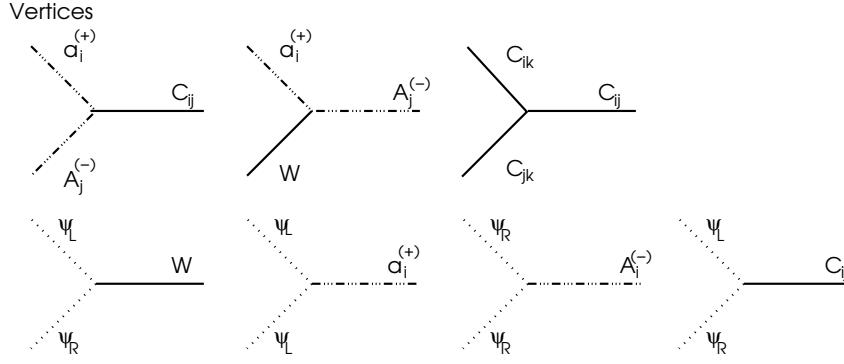 Vertices
a_i^(+) a_i^(+) C_ik
C_ij A_j^(−) C_ij
A_j^(−) W C_jk
ψ_L ψ_L ψ_R ψ_L
W a_i^(+) A_i^(−) C_i
ψ_R ψ_L ψ_R ψ_R